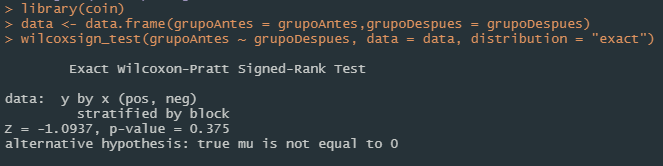 > library(coin)
> data <- data.frame(grupoAntes = grupoAntes,grupoDespues = grupoDespues)
> wilcoxsign_test(grupoAntes ~ grupoDespues, data = data, distribution = "exact")
Exact Wilcoxon-Pratt Signed-Rank Test
data:  y by x (pos, neg)
stratified by block
Z = -1.0937, p-value = 0.375
alternative hypothesis: true mu is not equal to 0